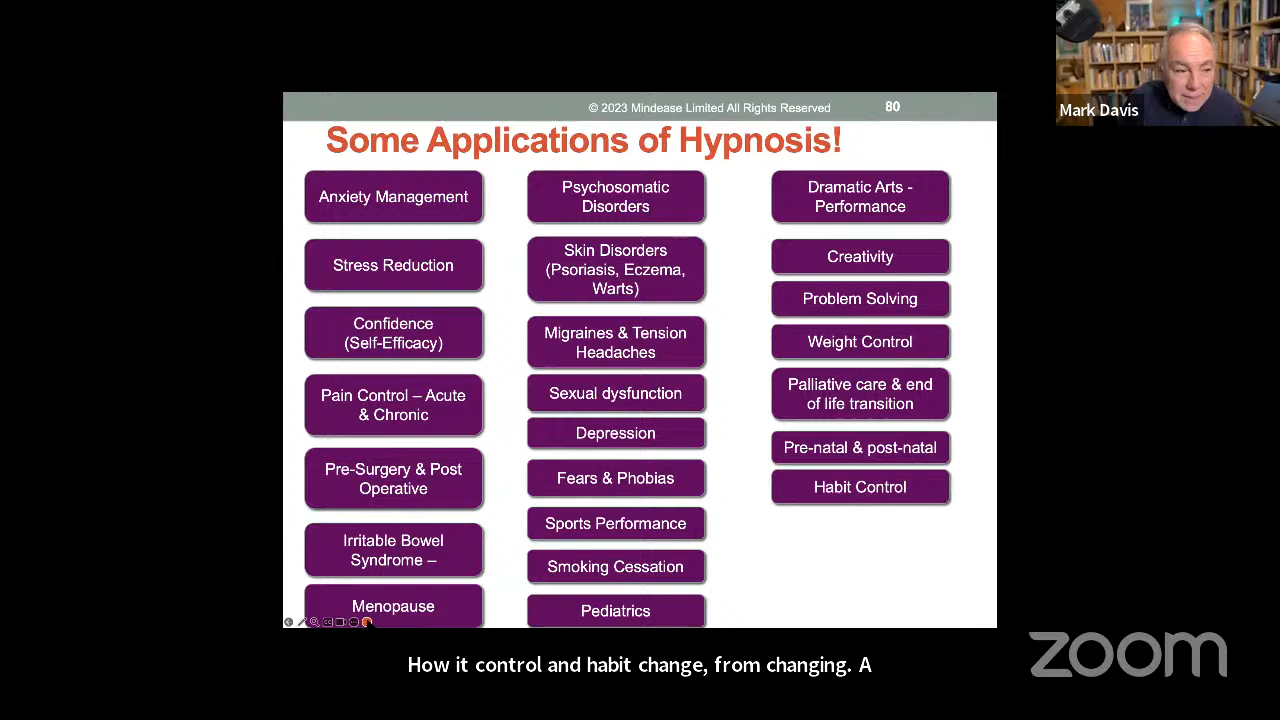 Mark Davis
© 2023 Mindease Limited All Rights Reserved
80
Some Applications of Hypnosis!
Anxiety Management
Stress Reduction
Confidence
(Self-Efficacy)
Pain Control – Acute
& Chronic
Pre-Surgery & Post
Operative
Irritable Bowel
Syndrome –
Menopause
Psychosomatic
Disorders
Skin Disorders
(Psoriasis, Eczema,
Warts)
Migraines & Tension
Headaches
Sexual dysfunction
Depression
Fears & Phobias
Sports Performance
Smoking Cessation
Pediatrics
Dramatic Arts -
Performance
Creativity
Problem Solving
Weight Control
Palliative care & end
of life transition
Pre-natal & post-natal
Habit Control
How it control and habit change, from changing. A
zoom